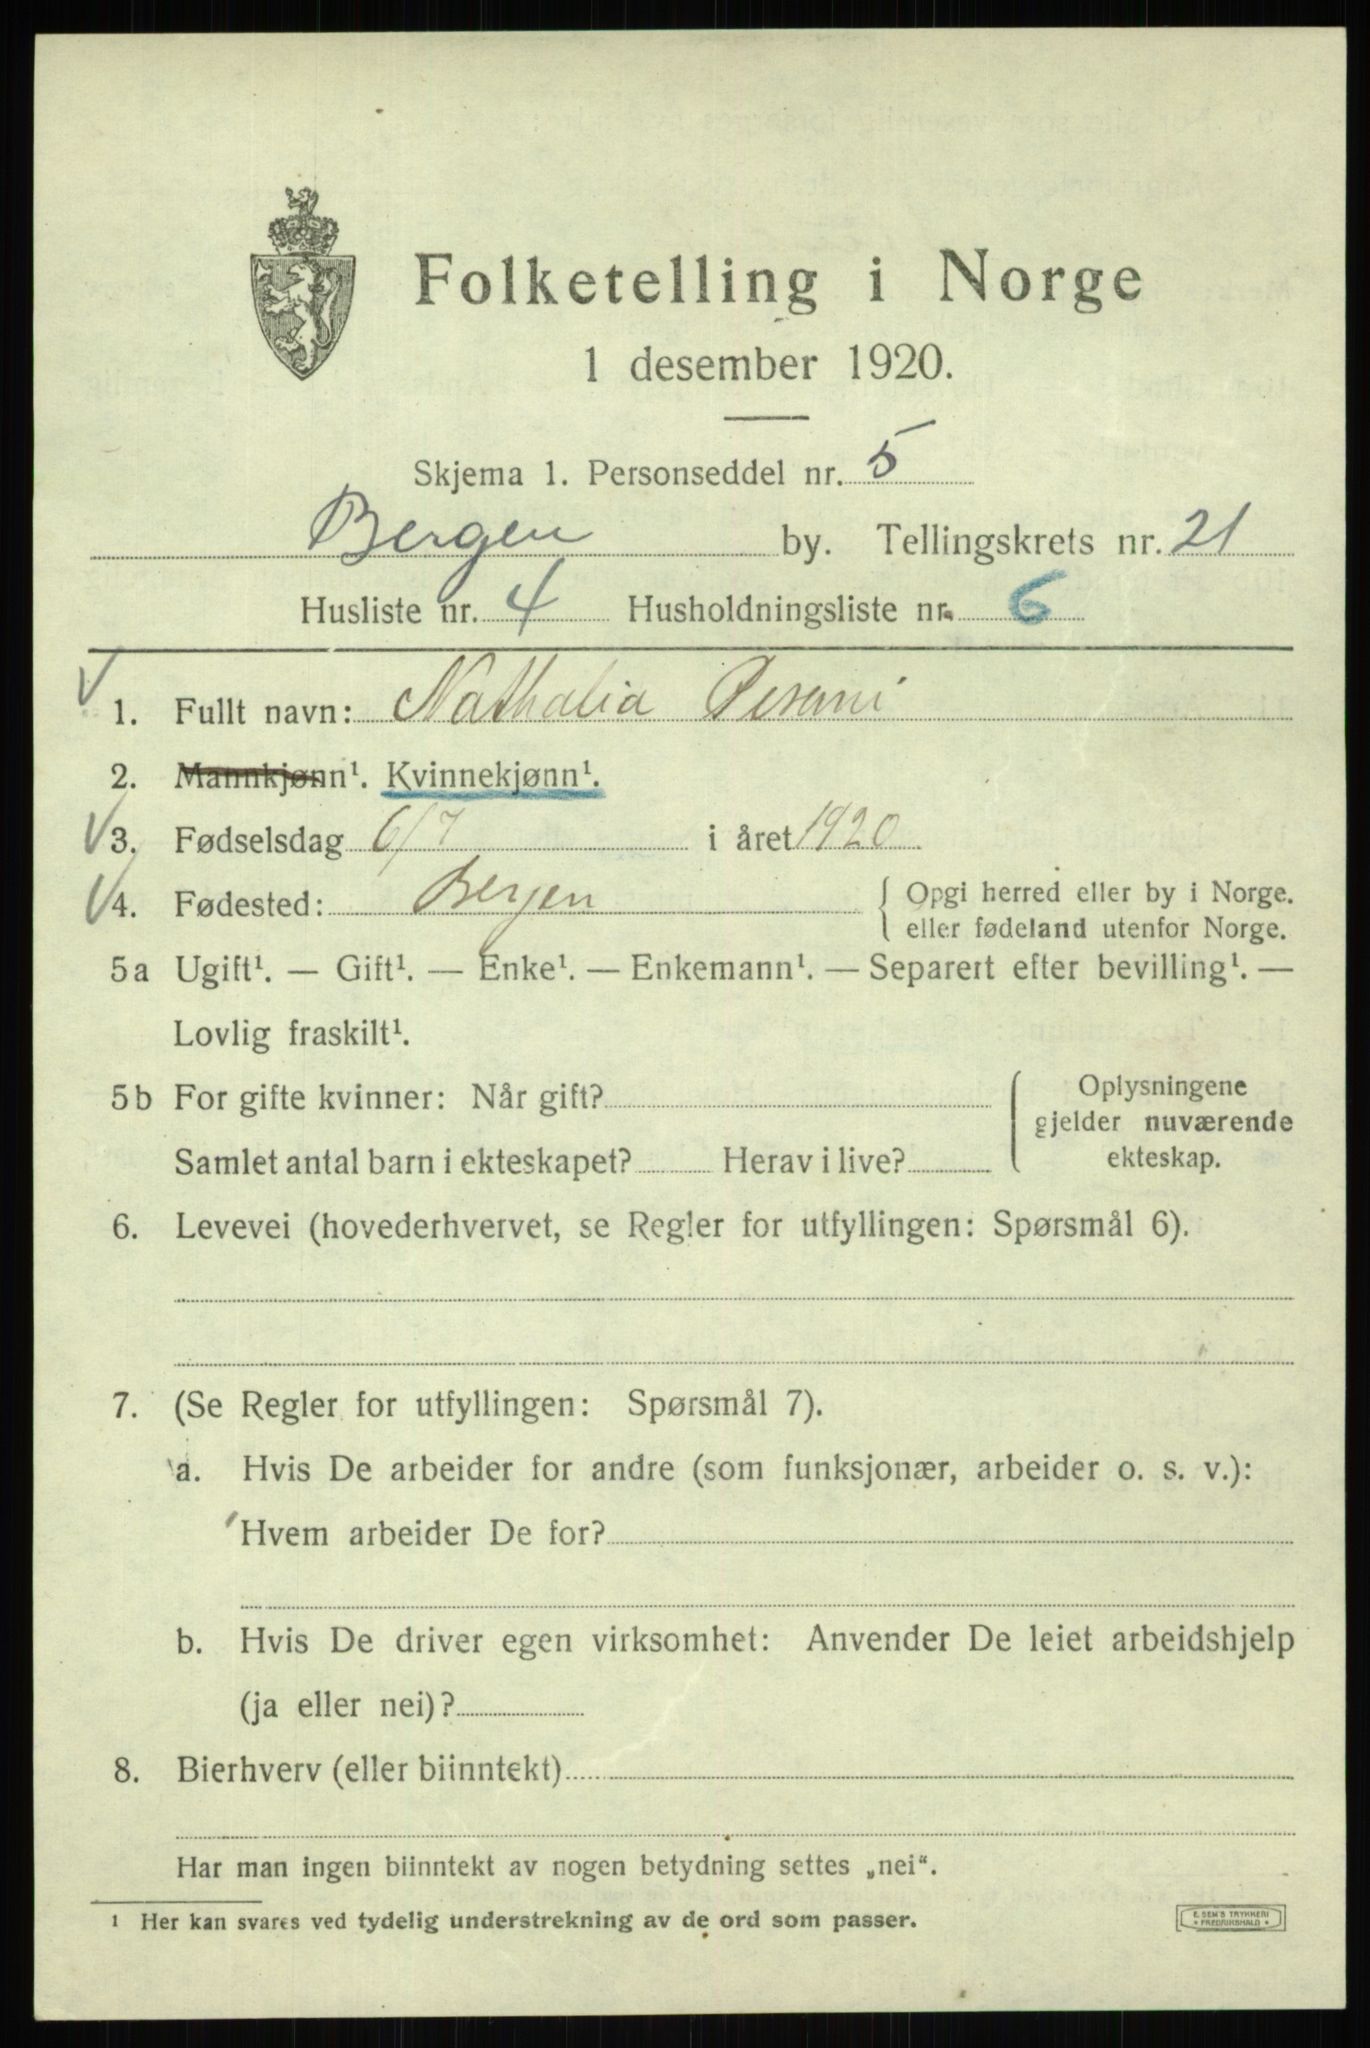 Folketelling i Norge
1 desember 1920.
Skjema 1. Personseddel nr. 5
Bergen by. Tellingskrets nr. 21
Husliste nr. 4 Husholdningsliste nr. 6
1. Fullt navn: Nathalia
2. Mannkjønn¹. Kvinnekjønn¹.
3. Fødselsdag 6/7 i året 1920
4. Fødested: Bergen { Opgi herred eller by i Norge.
eller fødeland utenfor Norge.
5a Ugift¹. — Gift¹. — Enke¹. — Enkemann¹. — Separert efter bevilling¹. —
Lovlig fraskilt¹.
5b For gifte kvinner: Når gift? Oplysningene
gjelder nuværende
Samlet antal barn i ekteskapet? Herav i live? ekteskap.
6. Levevei (hovederhvervet, se Regler for utfyllingen: Spørsmål 6).
7. (Se Regler for utfyllingen: Spørsmål 7).
a. Hvis De arbeider for andre (som funksjonær, arbeider o. s. v.):
Hvem arbeider De for?
b. Hvis De driver egen virksomhet: Anvender De leiet arbeidshjelp
(ja eller nei)?
8. Bierhverv (eller biinntekt)
Har man ingen biinntekt av nogen betydning settes „nei“.
¹ Her kan svares ved tydelig understrekning av de ord som passer.
E. SEM'S TRYKKERI
FREDRIKSHALD